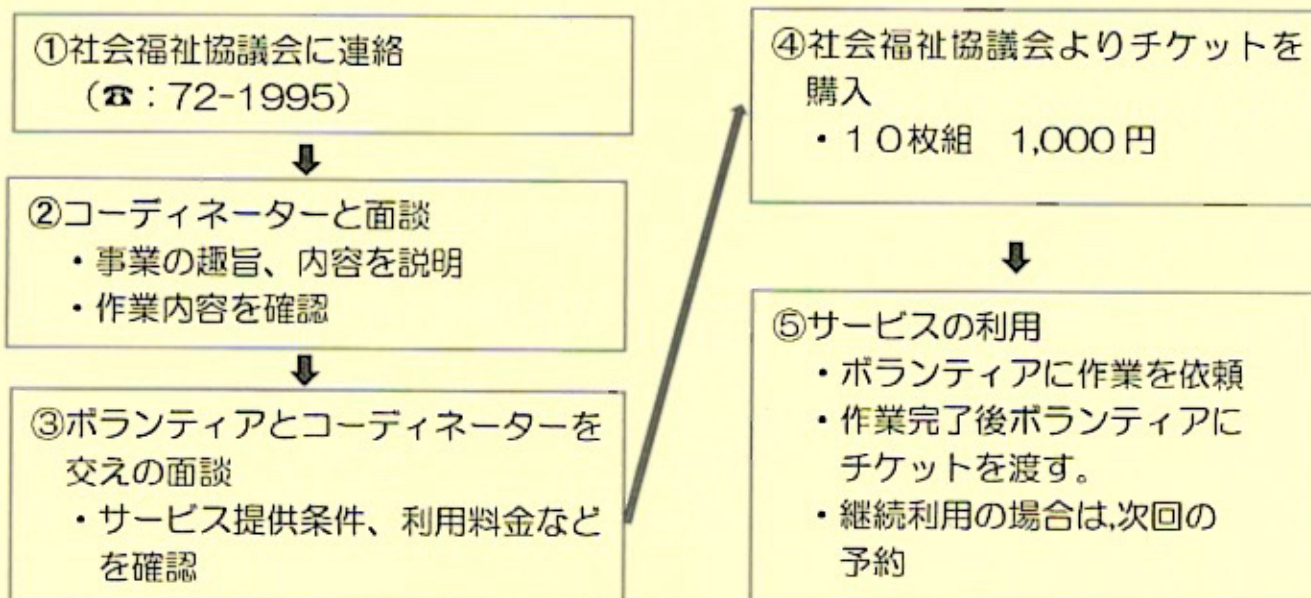 ①社会福祉協議会に連絡
（☎：72-1995）
②コーディネーターと面談
・事業の趣旨、内容を説明
・作業内容を確認
③ボランティアとコーディネーターを
交えの面談
・サービス提供条件、利用料金など
を確認
④社会福祉協議会よりチケットを
購入
・１０枚組　1,000円
⑤サービスの利用
・ボランティアに作業を依頼
・作業完了後ボランティアに
チケットを渡す。
・継続利用の場合は,次回の
予約